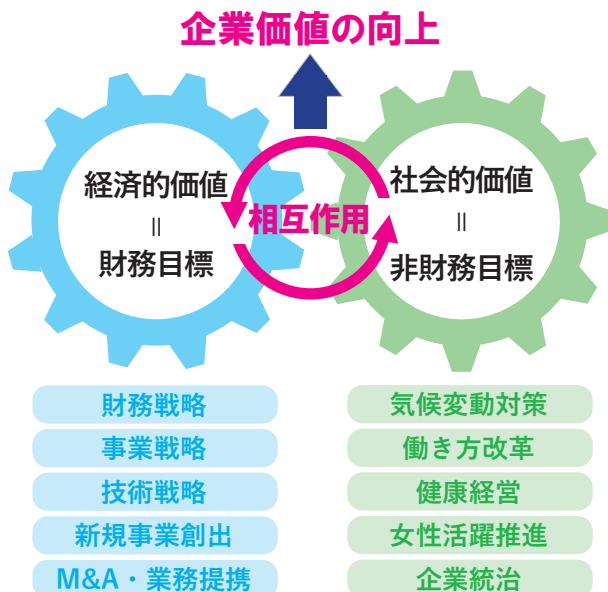 企業価値の向上
経済的価値
=
財務目標
相互作用
社会的価値
=
非財務目標
財務戦略
事業戦略
技術戦略
新規事業創出
M&A・業務提携
気候変動対策
働き方改革
健康経営
女性活躍推進
企業統治